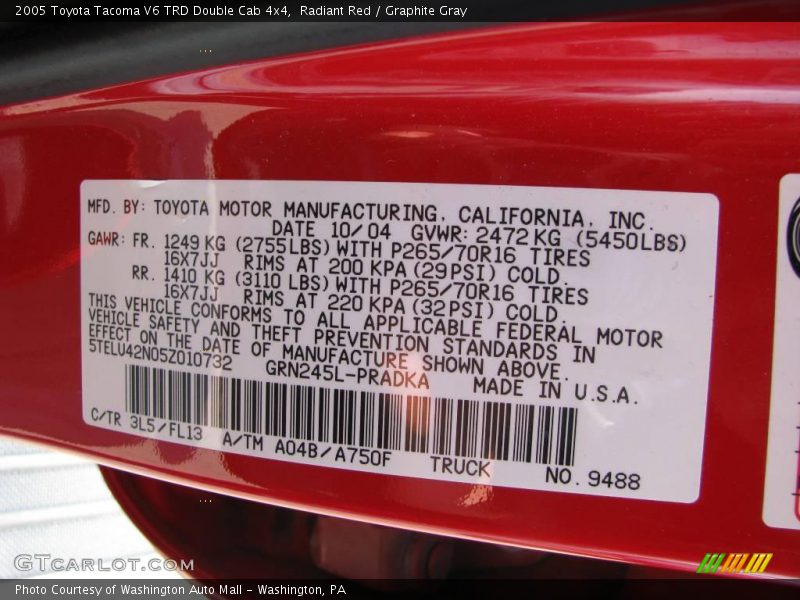 2005 Toyota Tacoma V6 TRD Double Cab 4x4,  Radiant Red / Graphite Gray
MFD. BY: TOYOTA MOTOR MANUFACTURING, CALIFORNIA, INC.
DATE 10/04 GVWR: 2472 KG (5450LBS)
GAWR: FR. 1249 KG (2755LBS) WITH P265/70R16 TIRES
16X7JJ RIMS AT 200 KPA (29PSI) COLD.
RR. 1410 KG (3110 LBS) WITH P265/70R16 TIRES
16X7JJ RIMS AT 220 KPA (32PSI) COLD.
THIS VEHICLE CONFORMS TO ALL APPLICABLE FEDERAL MOTOR
VEHICLE SAFETY AND THEFT PREVENTION STANDARDS IN
EFFECT ON THE DATE OF MANUFACTURE SHOWN ABOVE.
5TELU42N05Z010732 GRN245L-PRADKA MADE IN U.S.A.
C/TR 3L5/FL13 A/TM A04B/A750F TRUCK NO. 9488
GTCARLOT.COM
Photo Courtesy of Washington Auto Mall - Washington, PA